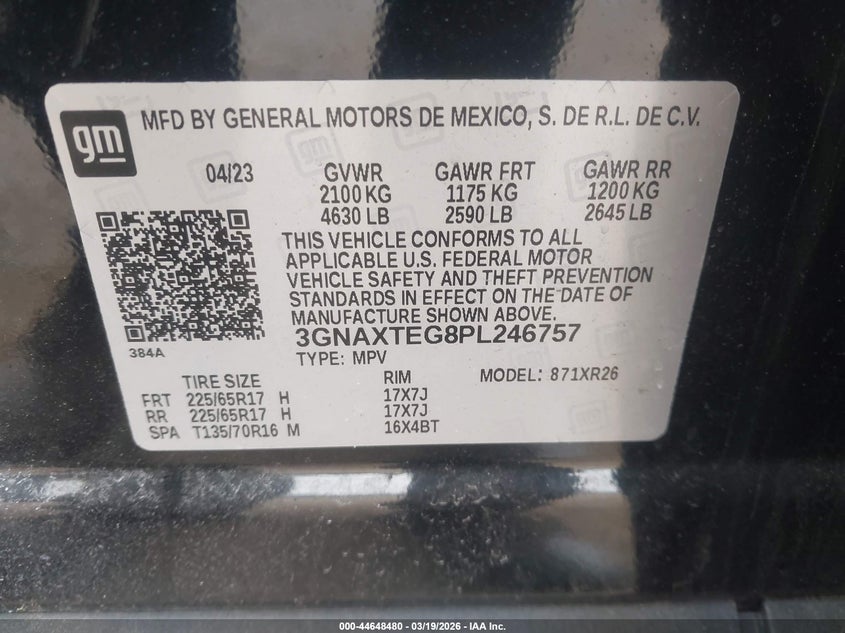 gm
MFD BY GENERAL MOTORS DE MEXICO, S. DE R.L. DE C.V.
04/23 GVWR GAWR FRT GAWR RR
2100 KG 1175 KG 1200 KG
4630 LB 2590 LB 2645 LB
THIS VEHICLE CONFORMS TO ALL
APPLICABLE U.S. FEDERAL MOTOR
VEHICLE SAFETY AND THEFT PREVENTION
STANDARDS IN EFFECT ON THE DATE OF
MANUFACTURE SHOWN ABOVE.
3GNAXTEG8PL246757
384A
TYPE: MPV
TIRE SIZE RIM MODEL: 871XR26
FRT 225/65R17 H 17X7J
RR 225/65R17 H 17X7J
SPA T135/70R16 M 16X4BT
000-44648480 - 03/19/2026 - IAA Inc.